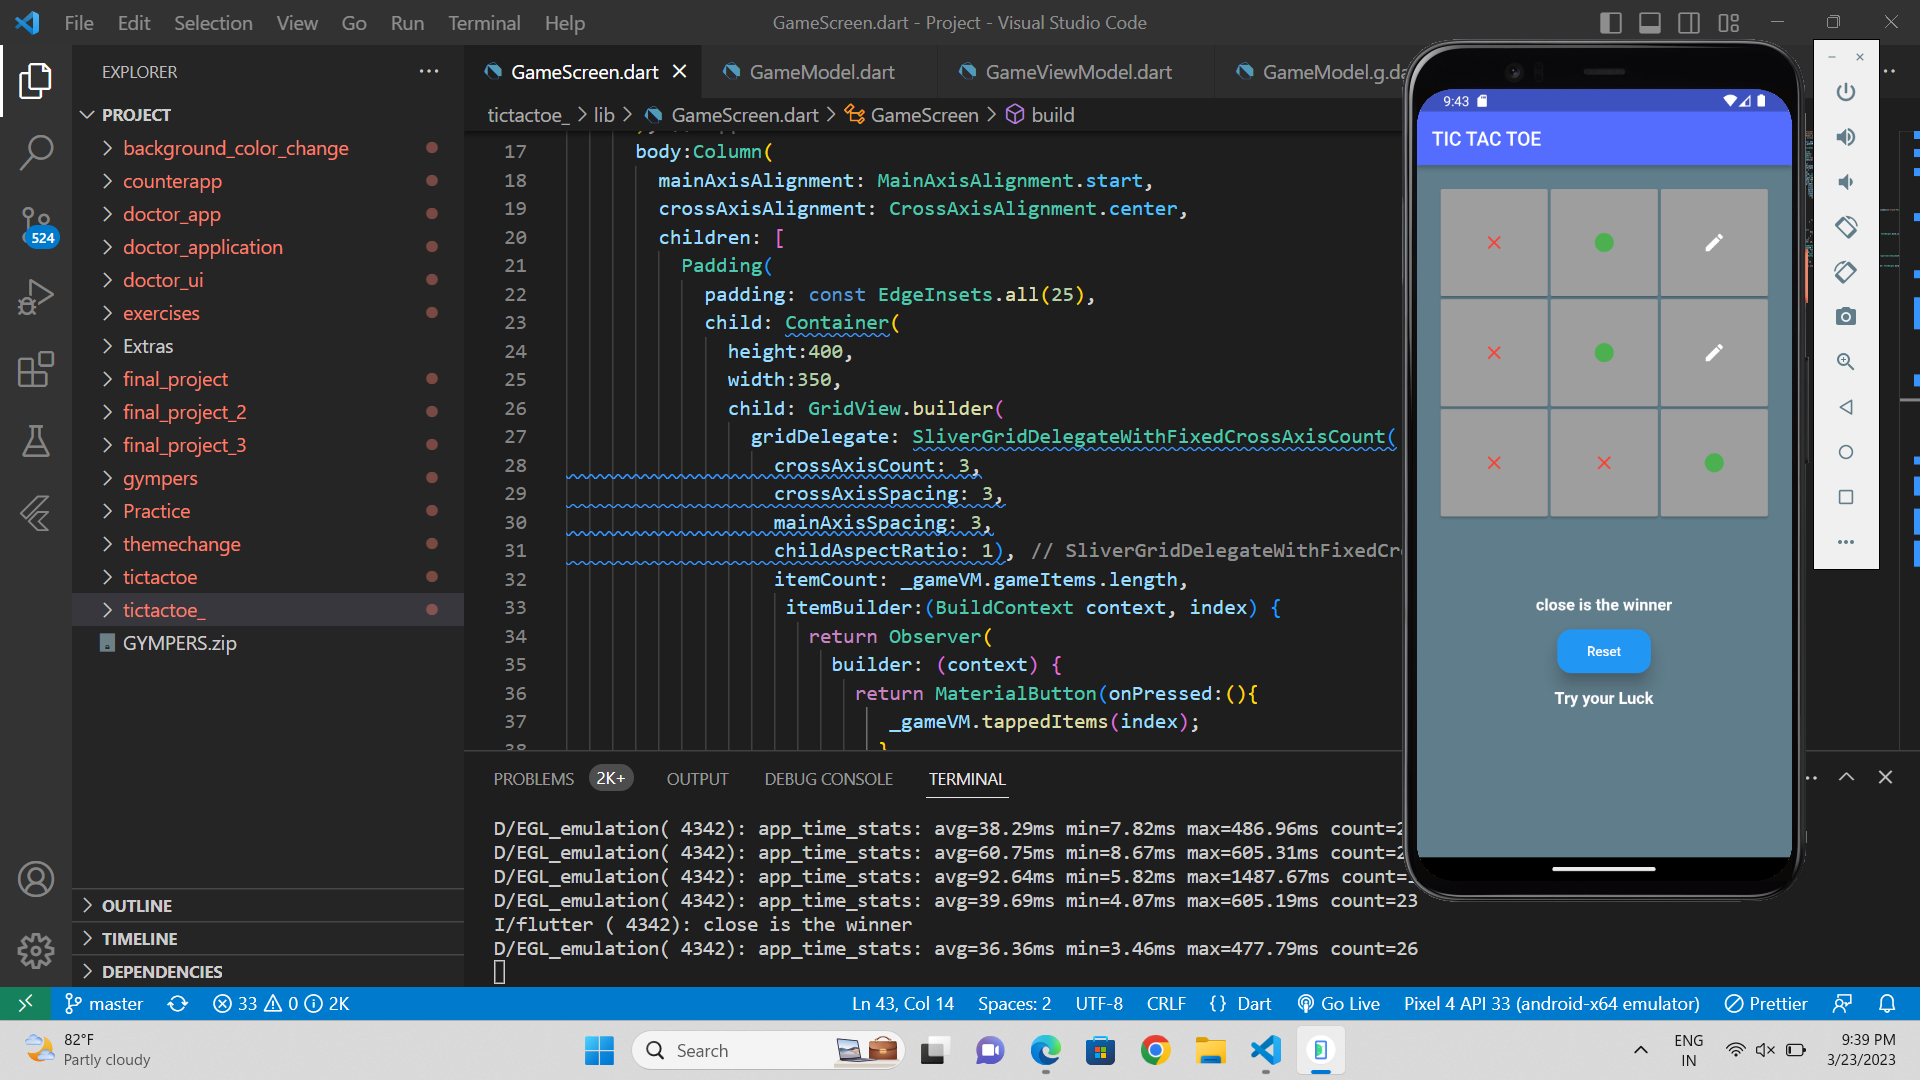 File Edit Selection View Go Run Terminal Help
GameScreen.dart - Project - Visual Studio Code
EXPLORER
PROJECT
background_color_change
counterapp
doctor_app
doctor_application
doctor_ui
exercises
Extras
final_project
final_project_2
final_project_3
gympers
Practice
themechange
tictactoe
tictactoe_
GYMPERS.zip
OUTLINE
TIMELINE
DEPENDENCIES
524
GameScreen.dart GameModel.dart GameViewModel.dart GameModel.g.da
tictactoe_ > lib > GameScreen.dart > GameScreen > build
17 body:Column(
18 mainAxisAlignment: MainAxisAlignment.start,
19 crossAxisAlignment: CrossAxisAlignment.center,
20 children: [
21 Padding(
22 padding: const EdgeInsets.all(25),
23 child: Container(
24 height:400,
25 width:350,
26 child: GridView.builder(
27 gridDelegate: SliverGridDelegateWithFixedCrossAxisCount(
28 crossAxisCount: 3,
29 crossAxisSpacing: 3,
30 mainAxisSpacing: 3,
31 childAspectRatio: 1), // SliverGridDelegateWithFixedCr
32 itemCount: _gameVM.gameItems.length,
33 itemBuilder:(BuildContext context, index) {
34 return Observer(
35 builder: (context) {
36 return MaterialButton(onPressed:(){
37 _gameVM.tappedItems(index);
38 }
PROBLEMS 2K+ OUTPUT DEBUG CONSOLE TERMINAL
D/EGL_emulation( 4342): app_time_stats: avg=38.29ms min=7.82ms max=486.96ms count=2
D/EGL_emulation( 4342): app_time_stats: avg=60.75ms min=8.67ms max=605.31ms count=2
D/EGL_emulation( 4342): app_time_stats: avg=92.64ms min=5.82ms max=1487.67ms count=
D/EGL_emulation( 4342): app_time_stats: avg=39.69ms min=4.07ms max=605.19ms count=23
I/flutter ( 4342): close is the winner
D/EGL_emulation( 4342): app_time_stats: avg=36.36ms min=3.46ms max=477.79ms count=26
9:43
TIC TAC TOE
close is the winner
Reset
Try your Luck
master 33 0 2K Ln 43, Col 14 Spaces: 2 UTF-8 CRLF {} Dart Go Live Pixel 4 API 33 (android-x64 emulator) Prettier
82°F
Partly cloudy
Search
ENG
IN
9:39 PM
3/23/2023